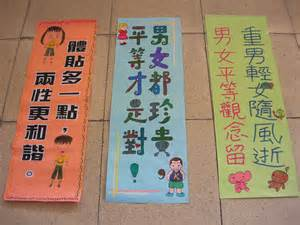 體貼多一點，
兩性更和諧。
男女都珍貴，
平等才是對！
重男輕女隨風逝
男女平等觀念留